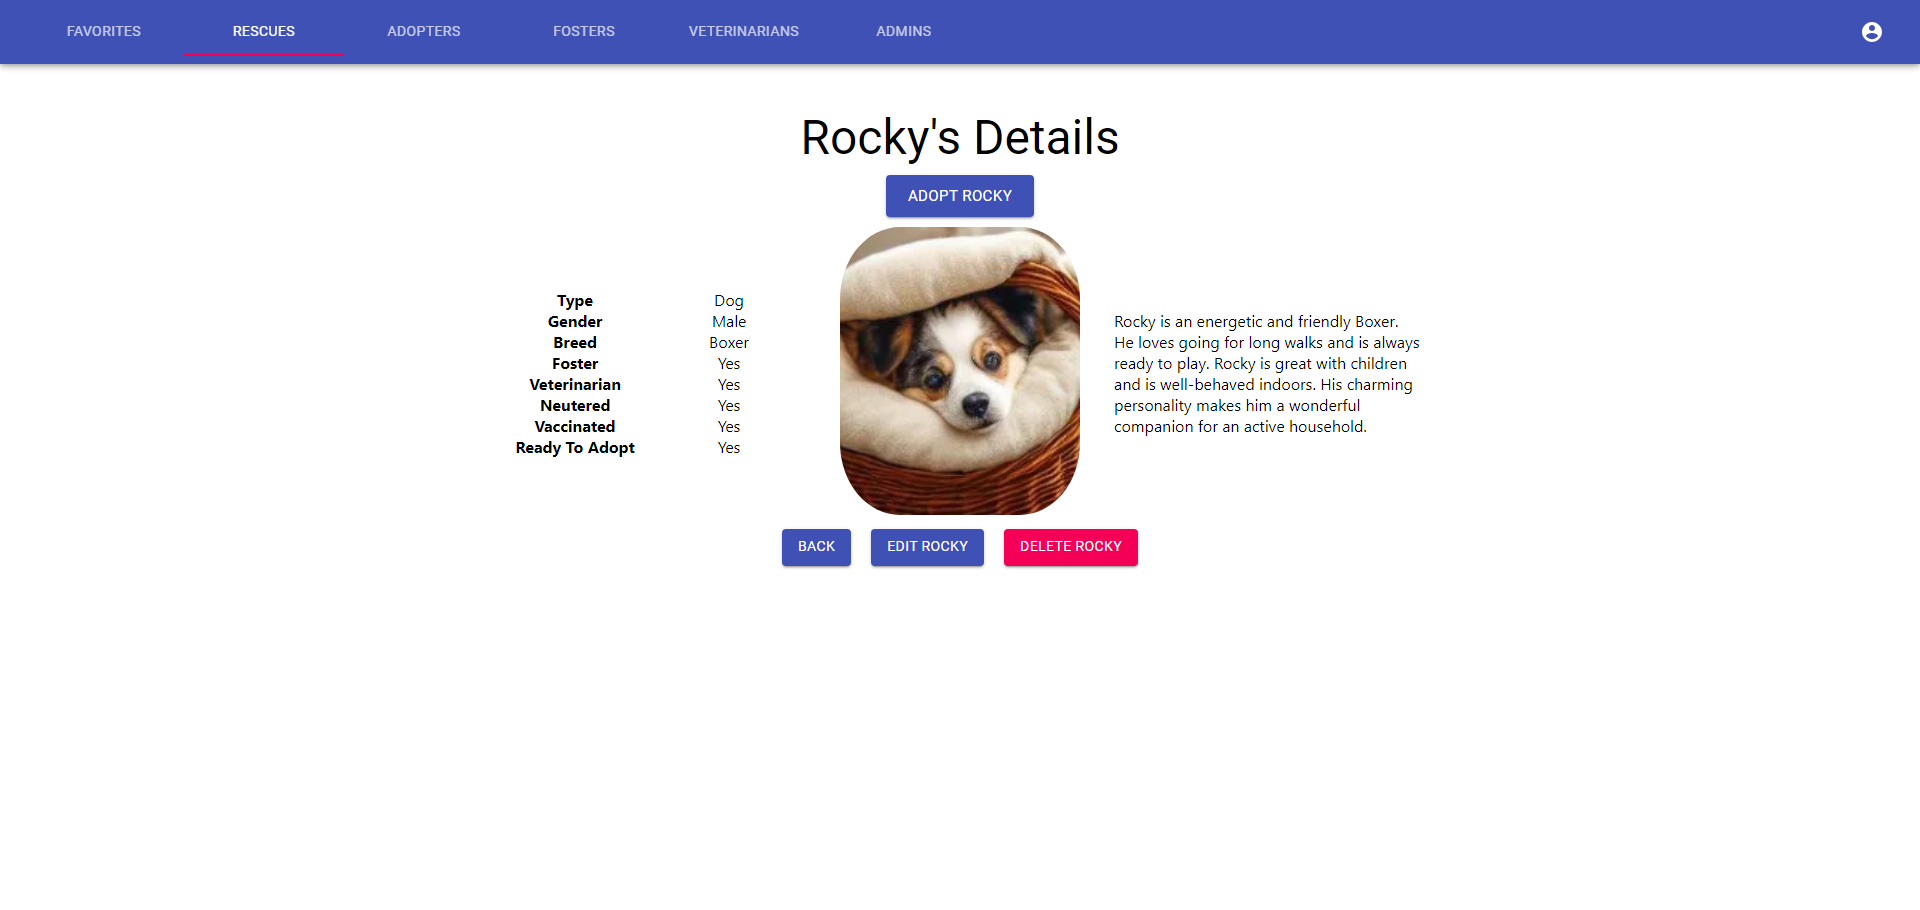 FAVORITES RESCUES ADOPTERS FOSTERS VETERINARIANS ADMINS
Rocky's Details
ADOPT ROCKY
Type Dog
Gender Male
Breed Boxer
Foster Yes
Veterinarian Yes
Neutered Yes
Vaccinated Yes
Ready To Adopt Yes
Rocky is an energetic and friendly Boxer.
He loves going for long walks and is always
ready to play. Rocky is great with children
and is well-behaved indoors. His charming
personality makes him a wonderful
companion for an active household.
BACK EDIT ROCKY DELETE ROCKY